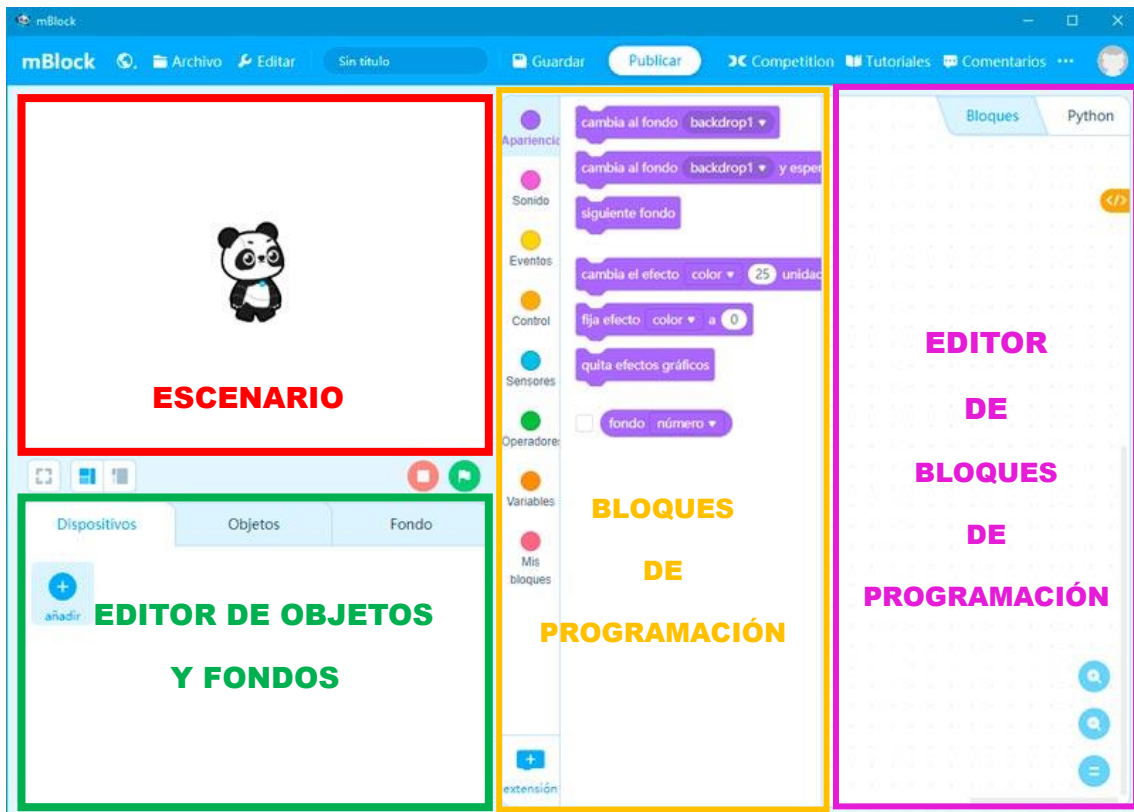 mBlock
mBlock Archivo Editar Sin título Guardar Publicar Competition Tutoriales Comentarios
ESCENARIO
Dispositivos Objetos Fondo
añadir
EDITOR DE OBJETOS
Y FONDOS
Apariencia
Sonido
Eventos
Control
Sensores
Operadores
Variables
Mis
bloques
extensión
cambia al fondo backdrop1
cambia al fondo backdrop1 y esper
siguiente fondo
cambia el efecto color 25 unidad
fija efecto color a 0
quita efectos gráficos
fondo número
BLOQUES
DE
PROGRAMACIÓN
Bloques Python
</>
EDITOR
DE
BLOQUES
DE
PROGRAMACIÓN